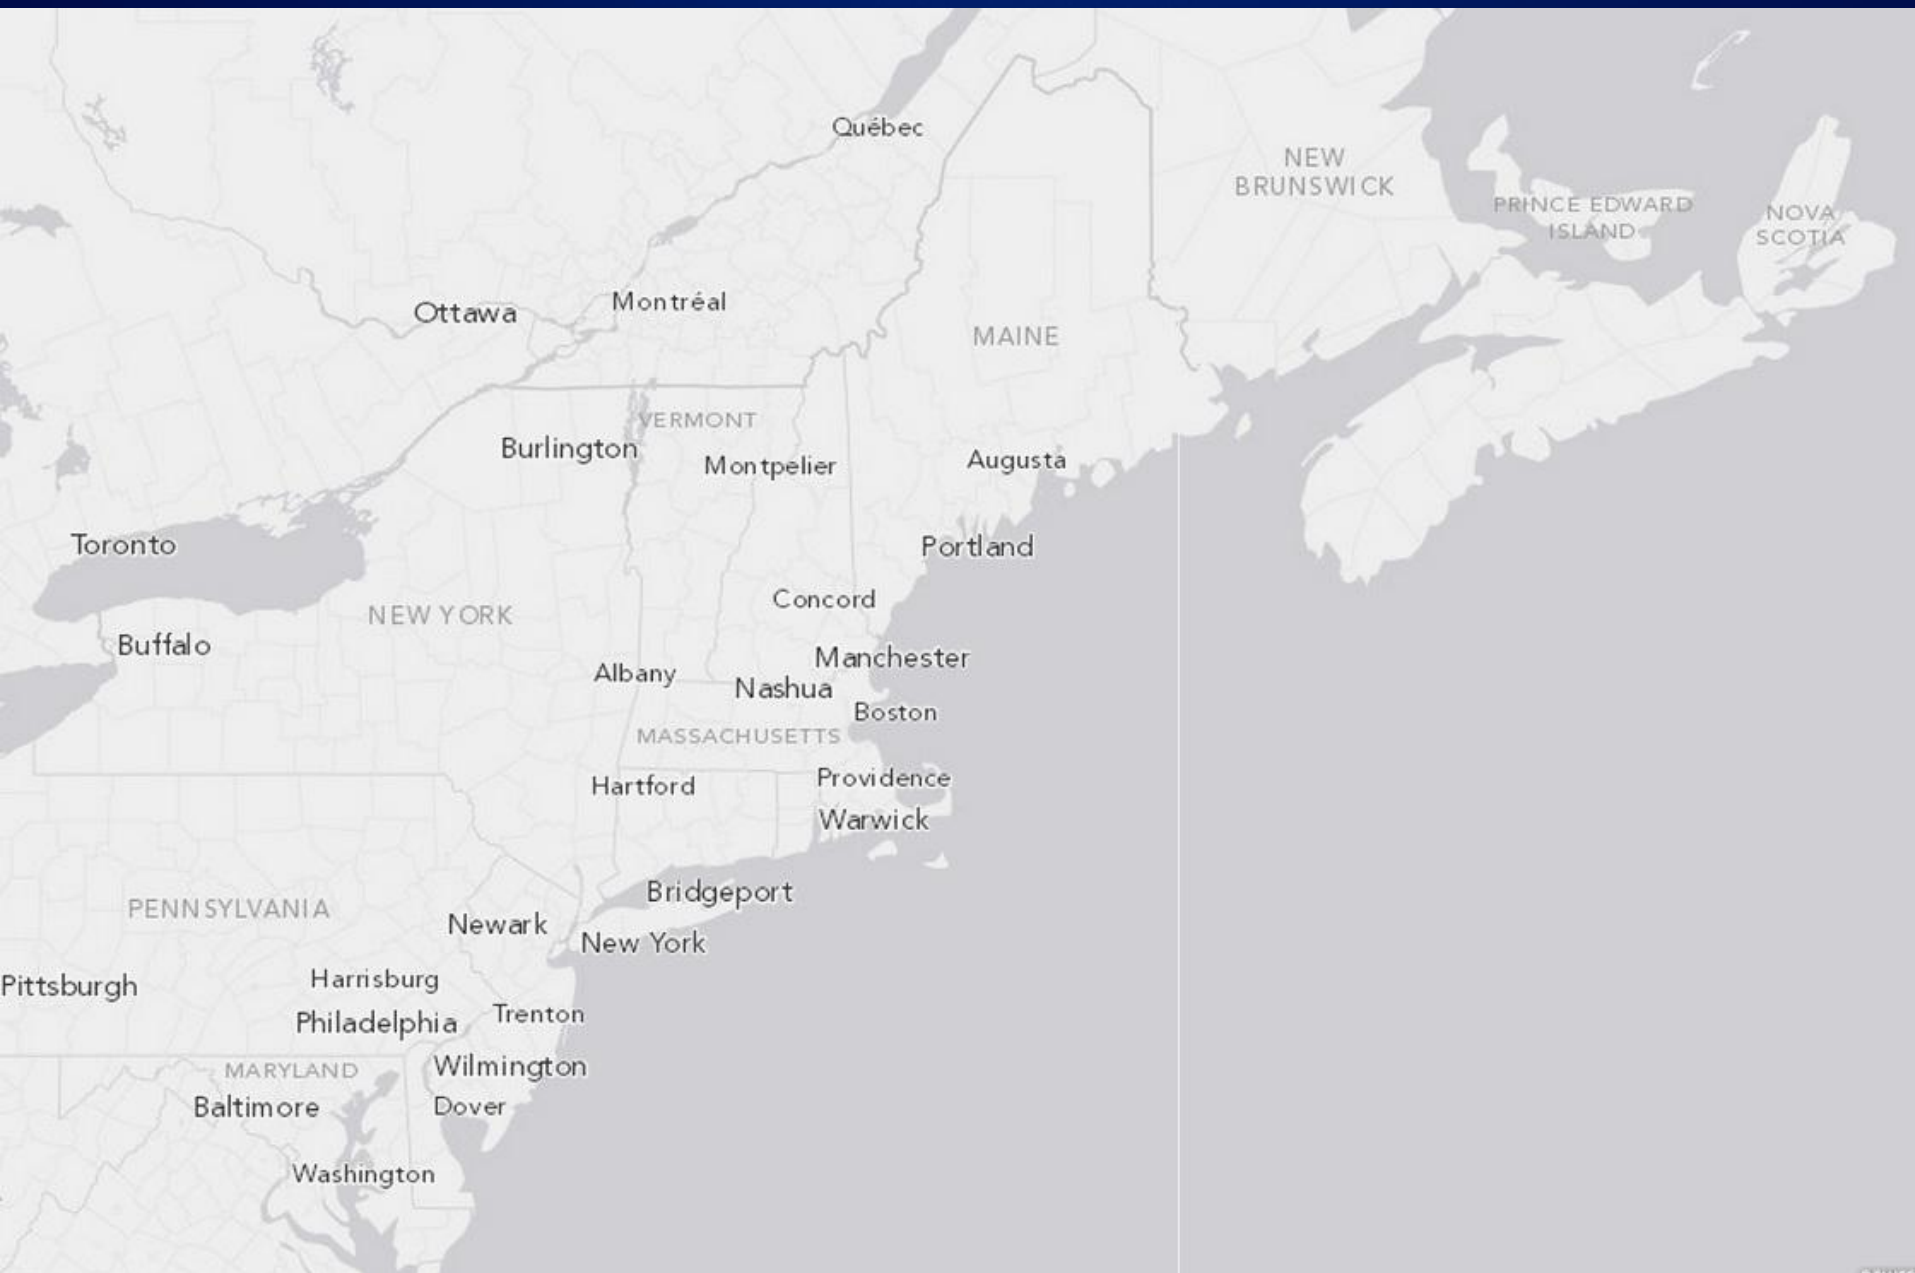 Québec
NEW
BRUNSWICK
PRINCE EDWARD
ISLAND
NOVA
SCOTIA
Ottawa
Montréal
MAINE
VERMONT
Burlington
Montpelier
Augusta
Toronto
Portland
Concord
NEW YORK
Buffalo
Manchester
Albany
Nashua
Boston
MASSACHUSETTS
Hartford
Providence
Warwick
Bridgeport
PENNSYLVANIA
Newark
New York
Pittsburgh
Harrisburg
Philadelphia
Trenton
MARYLAND
Wilmington
Baltimore
Dover
Washington